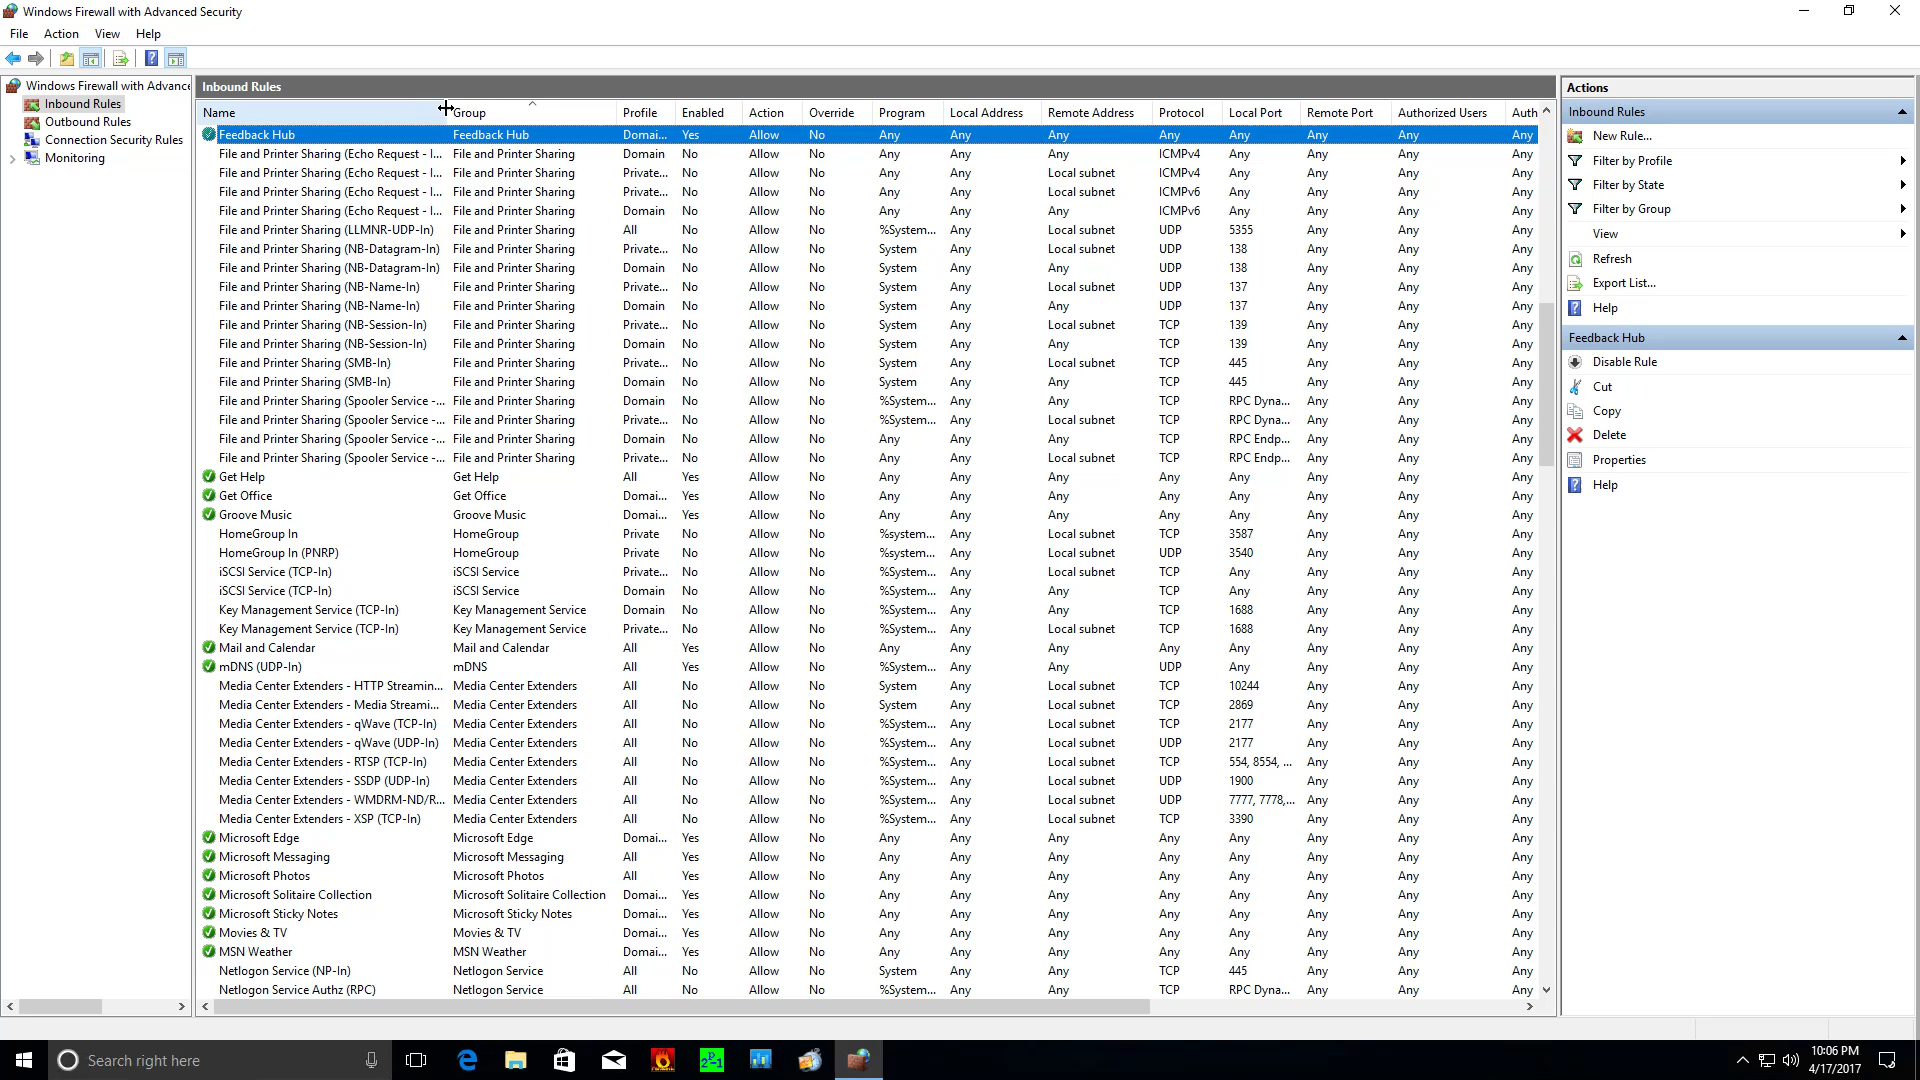 Windows Firewall with Advanced Security
File Action View Help
Windows Firewall with Advance
Inbound Rules
Outbound Rules
Connection Security Rules
Monitoring
Inbound Rules
Name Group Profile Enabled Action Override Program Local Address Remote Address Protocol Local Port Remote Port Authorized Users Auth
Feedback Hub Feedback Hub Domai... Yes Allow No Any Any Any Any Any Any Any Any
File and Printer Sharing (Echo Request - I... File and Printer Sharing Domain No Allow No Any Any Any ICMPv4 Any Any Any Any
File and Printer Sharing (Echo Request - I... File and Printer Sharing Private... No Allow No Any Any Local subnet ICMPv4 Any Any Any Any
File and Printer Sharing (Echo Request - I... File and Printer Sharing Private... No Allow No Any Any Local subnet ICMPv6 Any Any Any Any
File and Printer Sharing (Echo Request - I... File and Printer Sharing Domain No Allow No Any Any Any ICMPv6 Any Any Any Any
File and Printer Sharing (LLMNR-UDP-In) File and Printer Sharing All No Allow No %System... Any Local subnet UDP 5355 Any Any Any
File and Printer Sharing (NB-Datagram-In) File and Printer Sharing Private... No Allow No System Any Local subnet UDP 138 Any Any Any
File and Printer Sharing (NB-Datagram-In) File and Printer Sharing Domain No Allow No System Any Any UDP 138 Any Any Any
File and Printer Sharing (NB-Name-In) File and Printer Sharing Private... No Allow No System Any Local subnet UDP 137 Any Any Any
File and Printer Sharing (NB-Name-In) File and Printer Sharing Domain No Allow No System Any Any UDP 137 Any Any Any
File and Printer Sharing (NB-Session-In) File and Printer Sharing Private... No Allow No System Any Local subnet TCP 139 Any Any Any
File and Printer Sharing (NB-Session-In) File and Printer Sharing Domain No Allow No System Any Any TCP 139 Any Any Any
File and Printer Sharing (SMB-In) File and Printer Sharing Private... No Allow No System Any Local subnet TCP 445 Any Any Any
File and Printer Sharing (SMB-In) File and Printer Sharing Domain No Allow No System Any Any TCP 445 Any Any Any
File and Printer Sharing (Spooler Service -... File and Printer Sharing Domain No Allow No %System... Any Any TCP RPC Dyna... Any Any Any
File and Printer Sharing (Spooler Service -... File and Printer Sharing Private... No Allow No %System... Any Local subnet TCP RPC Dyna... Any Any Any
File and Printer Sharing (Spooler Service -... File and Printer Sharing Domain No Allow No Any Any Any TCP RPC Endp... Any Any Any
File and Printer Sharing (Spooler Service -... File and Printer Sharing Private... No Allow No Any Any Local subnet TCP RPC Endp... Any Any Any
Get Help Get Help All Yes Allow No Any Any Any Any Any Any Any Any
Get Office Get Office Domai... Yes Allow No Any Any Any Any Any Any Any Any
Groove Music Groove Music Domai... Yes Allow No Any Any Any Any Any Any Any Any
HomeGroup In HomeGroup Private No Allow No %system... Any Local subnet TCP 3587 Any Any Any
HomeGroup In (PNRP) HomeGroup Private No Allow No %system... Any Local subnet UDP 3540 Any Any Any
iSCSI Service (TCP-In) iSCSI Service Private... No Allow No %System... Any Local subnet TCP Any Any Any Any
iSCSI Service (TCP-In) iSCSI Service Domain No Allow No %System... Any Any TCP Any Any Any Any
Key Management Service (TCP-In) Key Management Service Domain No Allow No %System... Any Any TCP 1688 Any Any Any
Key Management Service (TCP-In) Key Management Service Private... No Allow No %System... Any Local subnet TCP 1688 Any Any Any
Mail and Calendar Mail and Calendar All Yes Allow No Any Any Any Any Any Any Any Any
mDNS (UDP-In) mDNS All Yes Allow No %System... Any Any UDP Any Any Any Any
Media Center Extenders - HTTP Streamin... Media Center Extenders All No Allow No System Any Local subnet TCP 10244 Any Any Any
Media Center Extenders - Media Streami... Media Center Extenders All No Allow No System Any Local subnet TCP 2869 Any Any Any
Media Center Extenders - qWave (TCP-In) Media Center Extenders All No Allow No %System... Any Local subnet TCP 2177 Any Any Any
Media Center Extenders - qWave (UDP-In) Media Center Extenders All No Allow No %System... Any Local subnet UDP 2177 Any Any Any
Media Center Extenders - RTSP (TCP-In) Media Center Extenders All No Allow No %System... Any Local subnet TCP 554, 8554, ... Any Any Any
Media Center Extenders - SSDP (UDP-In) Media Center Extenders All No Allow No %System... Any Local subnet UDP 1900 Any Any Any
Media Center Extenders - WMDRM-ND/R... Media Center Extenders All No Allow No %System... Any Local subnet UDP 7777, 7778,... Any Any Any
Media Center Extenders - XSP (TCP-In) Media Center Extenders All No Allow No %System... Any Local subnet TCP 3390 Any Any Any
Microsoft Edge Microsoft Edge Domai... Yes Allow No Any Any Any Any Any Any Any Any
Microsoft Messaging Microsoft Messaging All Yes Allow No Any Any Any Any Any Any Any Any
Microsoft Photos Microsoft Photos All Yes Allow No Any Any Any Any Any Any Any Any
Microsoft Solitaire Collection Microsoft Solitaire Collection Domai... Yes Allow No Any Any Any Any Any Any Any Any
Microsoft Sticky Notes Microsoft Sticky Notes Domai... Yes Allow No Any Any Any Any Any Any Any Any
Movies & TV Movies & TV Domai... Yes Allow No Any Any Any Any Any Any Any Any
MSN Weather MSN Weather Domai... Yes Allow No Any Any Any Any Any Any Any Any
Netlogon Service (NP-In) Netlogon Service All No Allow No System Any Any TCP 445 Any Any Any
Netlogon Service Authz (RPC) Netlogon Service All No Allow No %System... Any Any TCP RPC Dyna... Any Any Any
Actions
Inbound Rules
New Rule...
Filter by Profile
Filter by State
Filter by Group
View
Refresh
Export List...
Help
Feedback Hub
Disable Rule
Cut
Copy
Delete
Properties
Help
Search right here
10:06 PM
4/17/2017